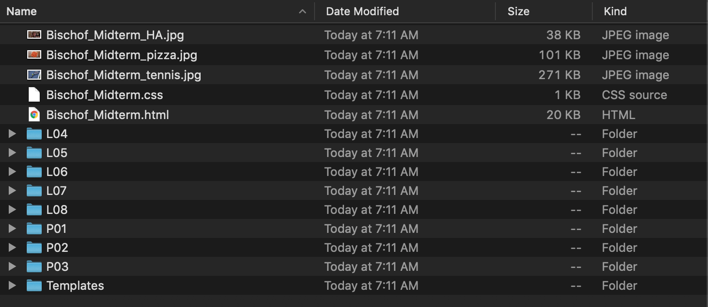 Name Date Modified Size Kind
Bischof_Midterm_HA.jpg Today at 7:11 AM 38 KB JPEG image
Bischof_Midterm_pizza.jpg Today at 7:11 AM 101 KB JPEG image
Bischof_Midterm_tennis.jpg Today at 7:11 AM 271 KB JPEG image
Bischof_Midterm.css Today at 7:11 AM 1 KB CSS source
Bischof_Midterm.html Today at 7:11 AM 20 KB HTML
L04 Today at 7:11 AM -- Folder
L05 Today at 7:11 AM -- Folder
L06 Today at 7:11 AM -- Folder
L07 Today at 7:11 AM -- Folder
L08 Today at 7:11 AM -- Folder
P01 Today at 7:11 AM -- Folder
P02 Today at 7:11 AM -- Folder
P03 Today at 7:11 AM -- Folder
Templates Today at 7:11 AM -- Folder